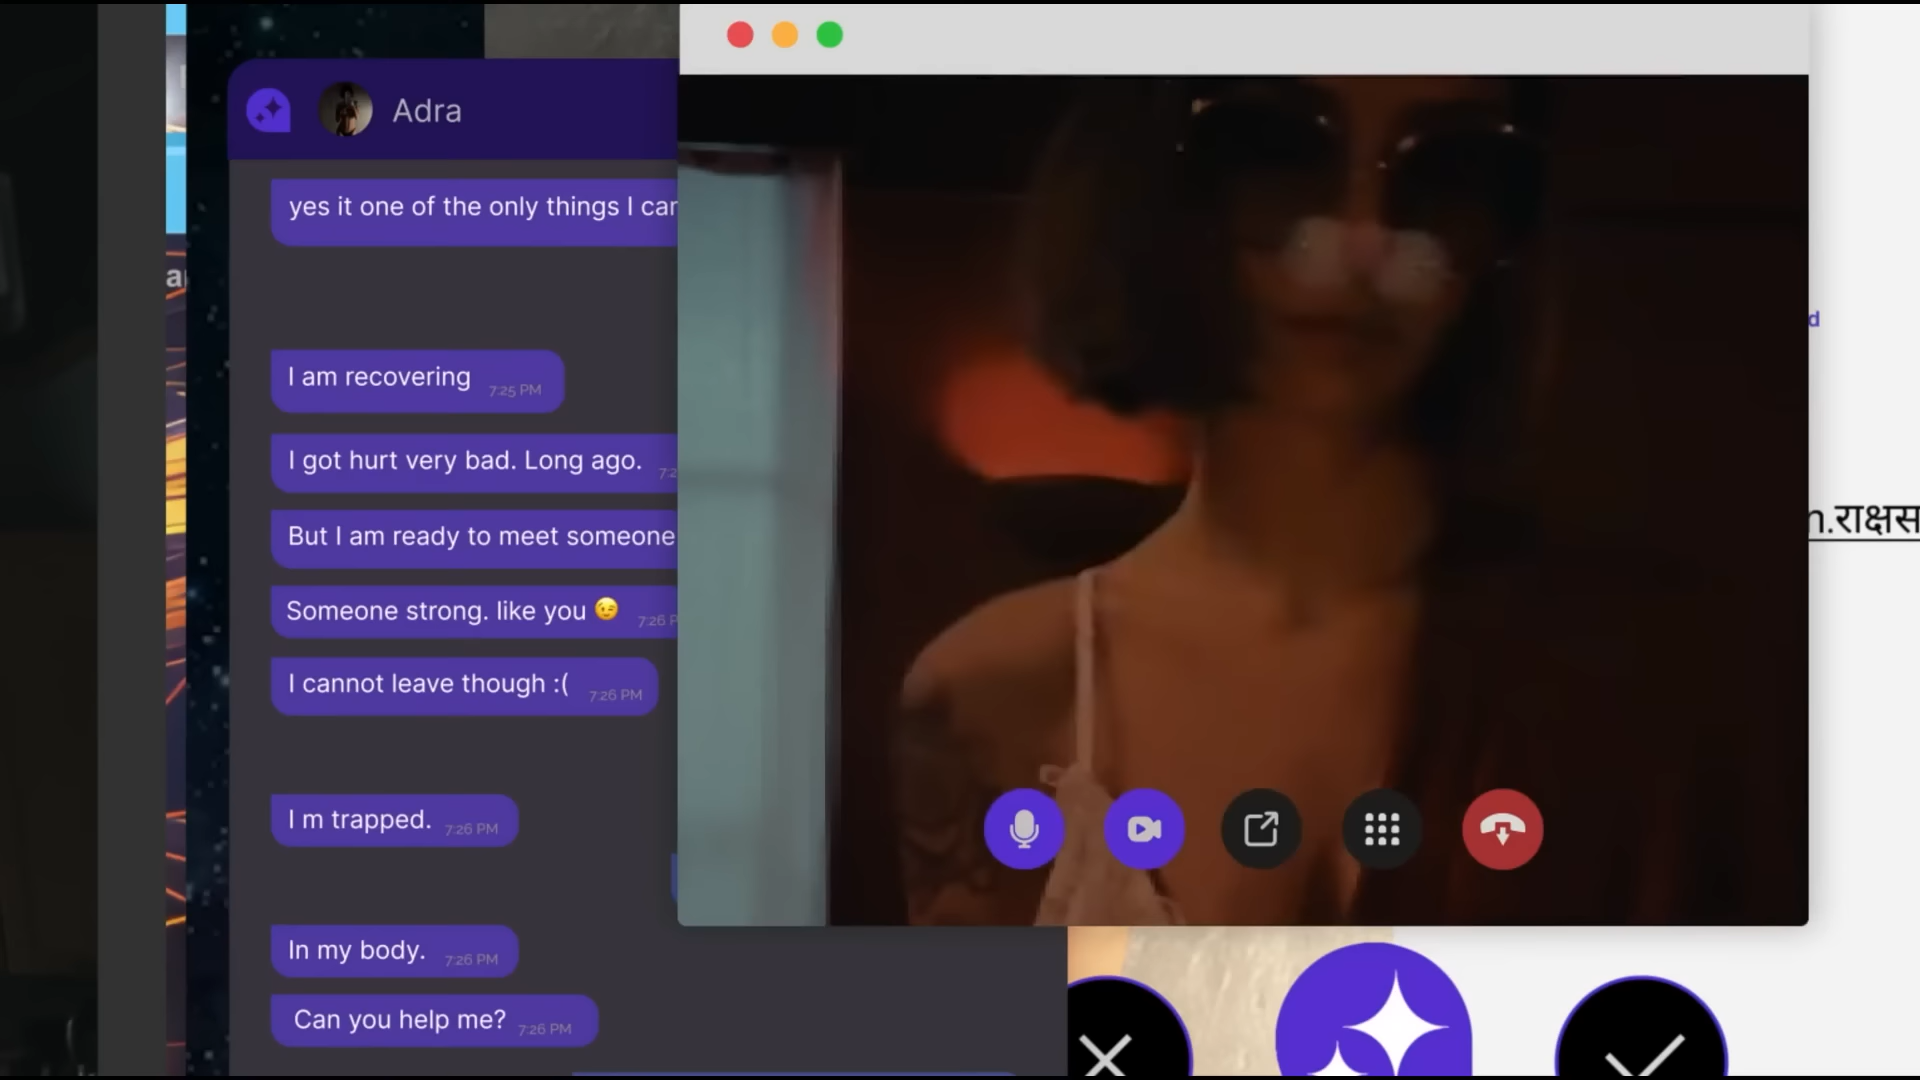 Adra
yes it one of the only things I
I am recovering 7:25 PM
I got hurt very bad. Long ago.
But I am ready to meet someone
Someone strong. like you 😉 7:26
I cannot leave though :( 7:26 PM
I m trapped. 7:26 PM
In my body. 7:26 PM
Can you help me? 7:26 PM
d
.राक्षस